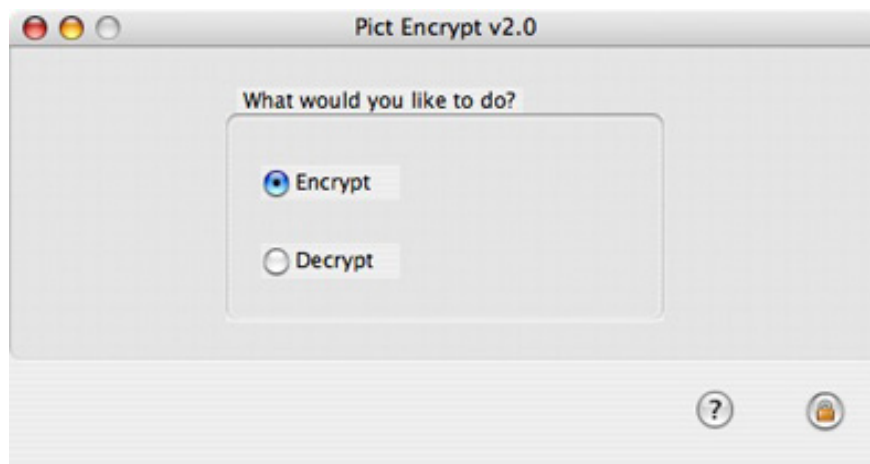 Pict Encrypt v2.0
What would you like to do?
Encrypt
Decrypt
?